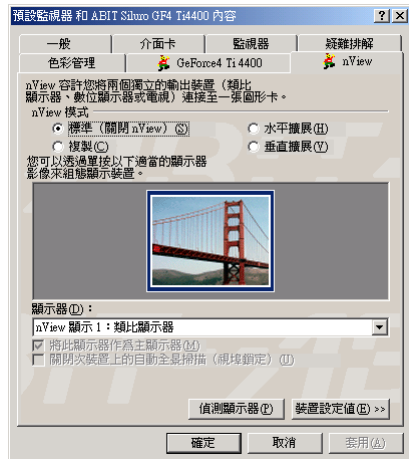 預設監視器 和 ABIT Siluro GF4 Ti4400 內容
一般 介面卡 監視器 疑難排解
色彩管理 GeForce4 Ti 4400 nView
nView 容許您將兩個獨立的輸出裝置（類比
顯示器、數位顯示器或電視）連接至一張圖形卡。
nView 模式
標準（關閉 nView）(S) 水平擴展(H)
複製(C) 垂直擴展(V)
您可以透過單按以下適當的顯示器
影像來組態顯示裝置。
顯示器(D)：
nView 顯示 1：類比顯示器
將此顯示器作為主顯示器(M)
關閉次裝置上的自動全景掃描（視埠鎖定）(U)
偵測顯示器(P) 裝置設定值(E) >>
確定 取消 套用(A)